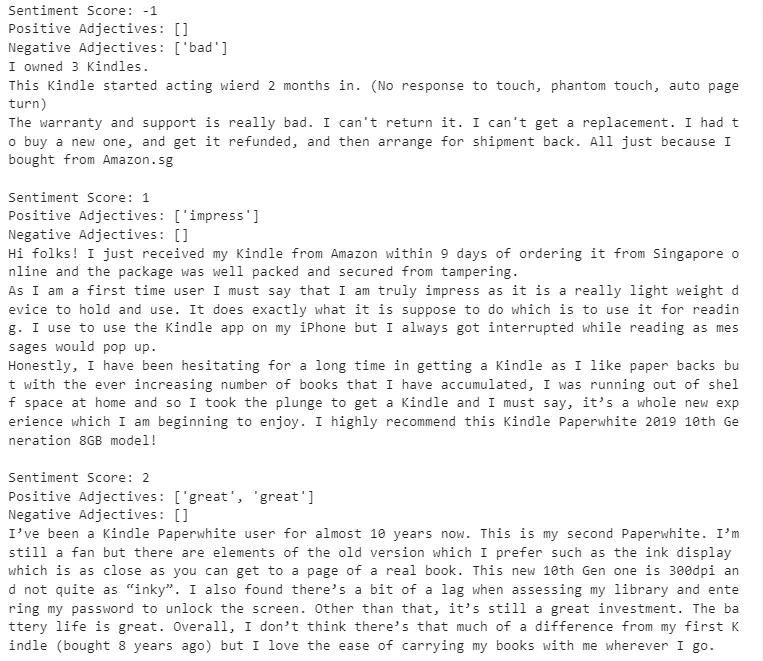 Sentiment Score: -1
Positive Adjectives: []
Negative Adjectives: ['bad']
I owned 3 Kindles.
This Kindle started acting wierd 2 months in. (No response to touch, phantom touch, auto page
turn)
The warranty and support is really bad. I can't return it. I can't get a replacement. I had t
o buy a new one, and get it refunded, and then arrange for shipment back. All just because I
bought from Amazon.sg

Sentiment Score: 1
Positive Adjectives: ['impress']
Negative Adjectives: []
Hi folks! I just received my Kindle from Amazon within 9 days of ordering it from Singapore o
nline and the package was well packed and secured from tampering.
As I am a first time user I must say that I am truly impress as it is a really light weight d
evice to hold and use. It does exactly what it is suppose to do which is to use it for readin
g. I use to use the Kindle app on my iPhone but I always got interrupted while reading as mes
sages would pop up.
Honestly, I have been hesitating for a long time in getting a Kindle as I like paper backs bu
t with the ever increasing number of books that I have accumulated, I was running out of shel
f space at home and so I took the plunge to get a Kindle and I must say, it’s a whole new exp
erience which I am beginning to enjoy. I highly recommend this Kindle Paperwhite 2019 10th Ge
neration 8GB model!

Sentiment Score: 2
Positive Adjectives: ['great', 'great']
Negative Adjectives: []
I’ve been a Kindle Paperwhite user for almost 10 years now. This is my second Paperwhite. I’m
still a fan but there are elements of the old version which I prefer such as the ink display
which is as close as you can get to a page of a real book. This new 10th Gen one is 300dpi an
d not quite as “inky”. I also found there’s a bit of a lag when assessing my library and ente
ring my password to unlock the screen. Other than that, it’s still a great investment. The ba
ttery life is great. Overall, I don’t think there’s that much of a difference from my first K
indle (bought 8 years ago) but I love the ease of carrying my books with me wherever I go.